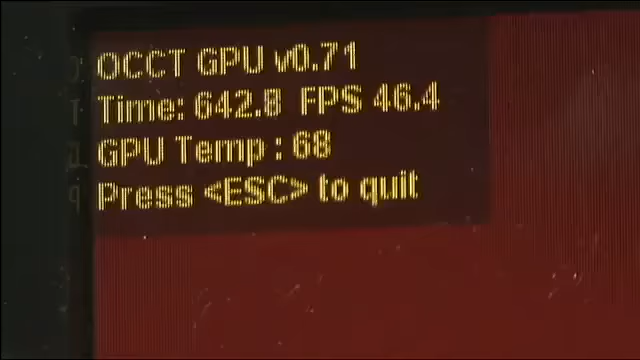 OCCT GPU v0.71
Time: 642.8 FPS 46.4
GPU Temp : 68
Press <ESC> to quit